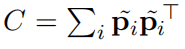 C = ∑ᵢ p̃ᵢp̃ᵢ⊤